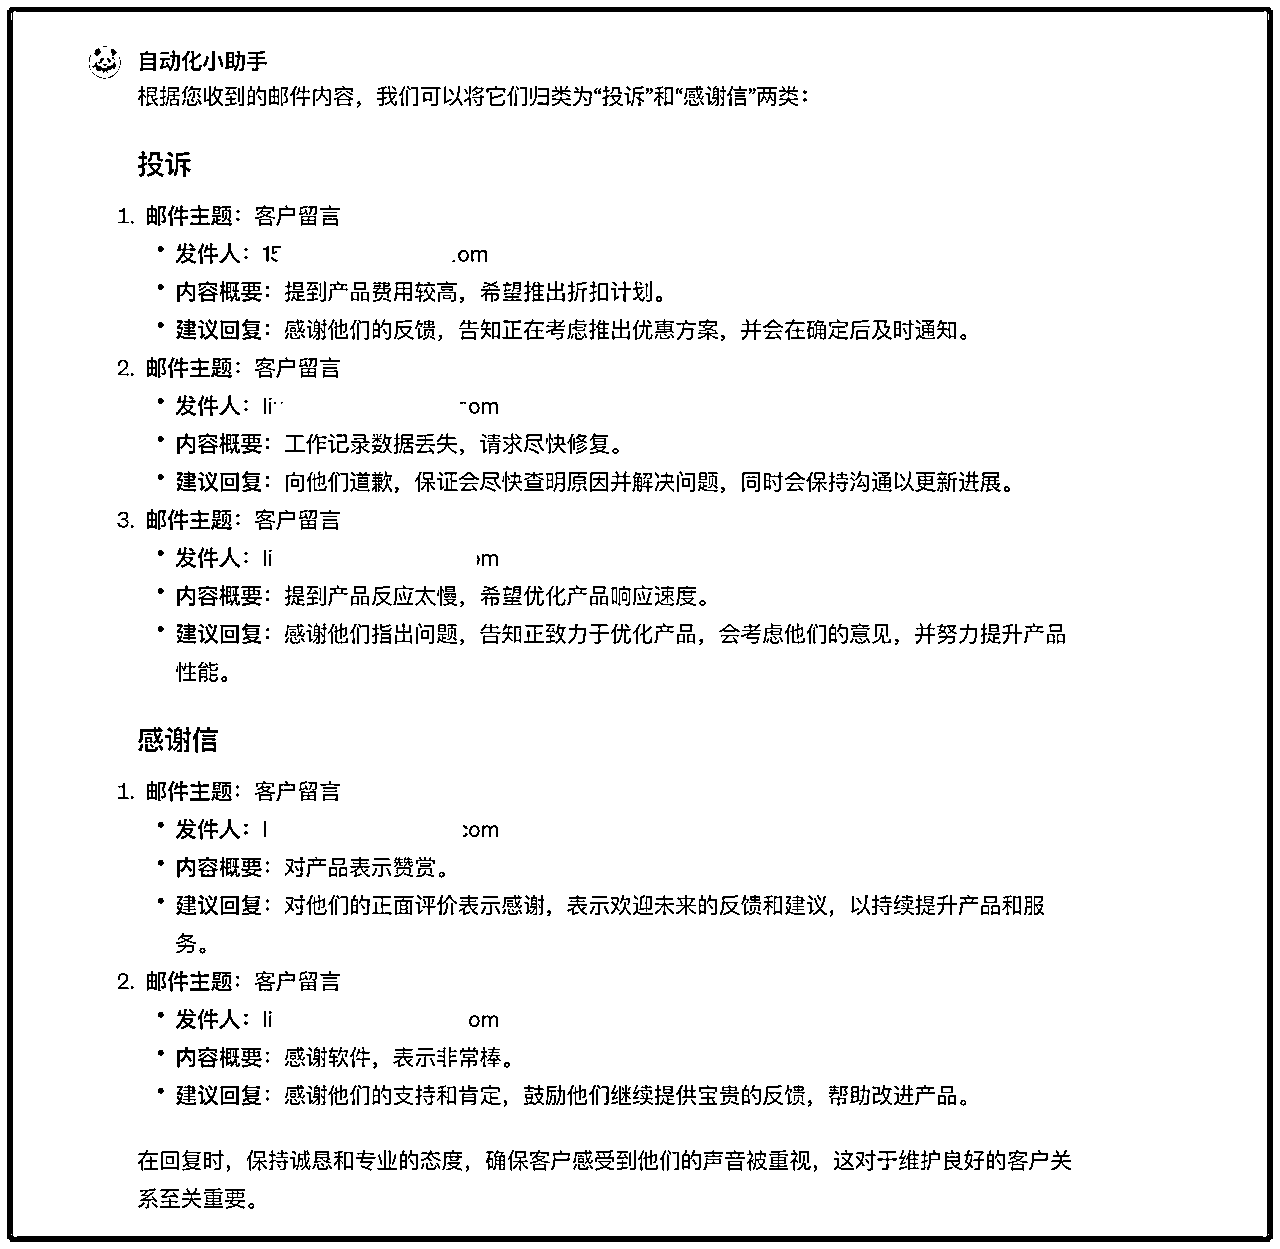 自动化小助手
根据您收到的邮件内容，我们可以将它们归类为“投诉”和“感谢信”两类：
投诉
1. 邮件主题：客户留言
• 发件人：15 .om
• 内容概要：提到产品费用较高，希望推出折扣计划。
• 建议回复：感谢他们的反馈，告知正在考虑推出优惠方案，并会在确定后及时通知。
2. 邮件主题：客户留言
• 发件人：li om
• 内容概要：工作记录数据丢失，请求尽快修复。
• 建议回复：向他们道歉，保证会尽快查明原因并解决问题，同时会保持沟通以更新进展。
3. 邮件主题：客户留言
• 发件人：li om
• 内容概要：提到产品反应太慢，希望优化产品响应速度。
• 建议回复：感谢他们指出问题，告知正致力于优化产品，会考虑他们的意见，并努力提升产品
性能。
感谢信
1. 邮件主题：客户留言
• 发件人：l com
• 内容概要：对产品表示赞赏。
• 建议回复：对他们的正面评价表示感谢，表示欢迎未来的反馈和建议，以持续提升产品和服
务。
2. 邮件主题：客户留言
• 发件人：li om
• 内容概要：感谢软件，表示非常棒。
• 建议回复：感谢他们的支持和肯定，鼓励他们继续提供宝贵的反馈，帮助改进产品。
在回复时，保持诚恳和专业的态度，确保客户感受到他们的声音被重视，这对于维护良好的客户关
系至关重要。